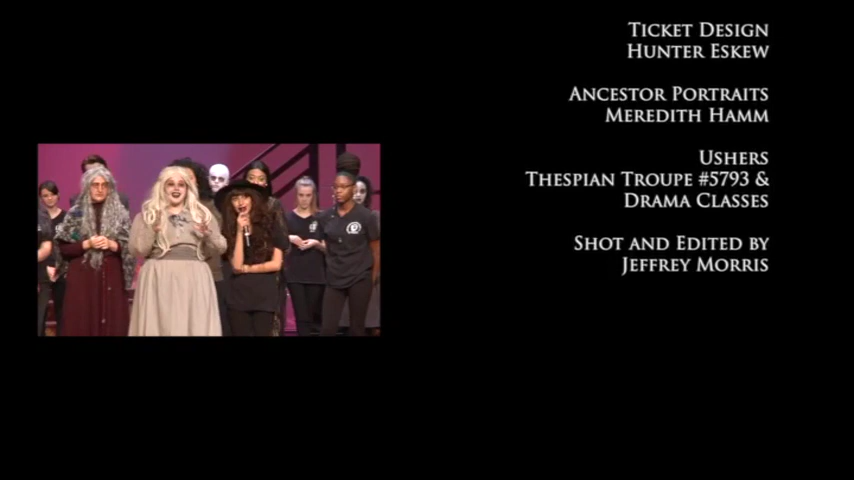 Ticket Design
Hunter Eskew
Ancestor Portraits
Meredith Hamm
Ushers
Thespian Troupe #5793 &
Drama Classes
Shot and Edited by
Jeffrey Morris